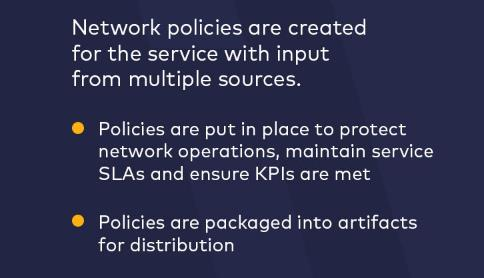 Network policies are created
for the service with input
from multiple sources.
Policies are put in place to protect
network operations, maintain service
SLAs and ensure KPIs are met
Policies are packaged into artifacts
for distribution